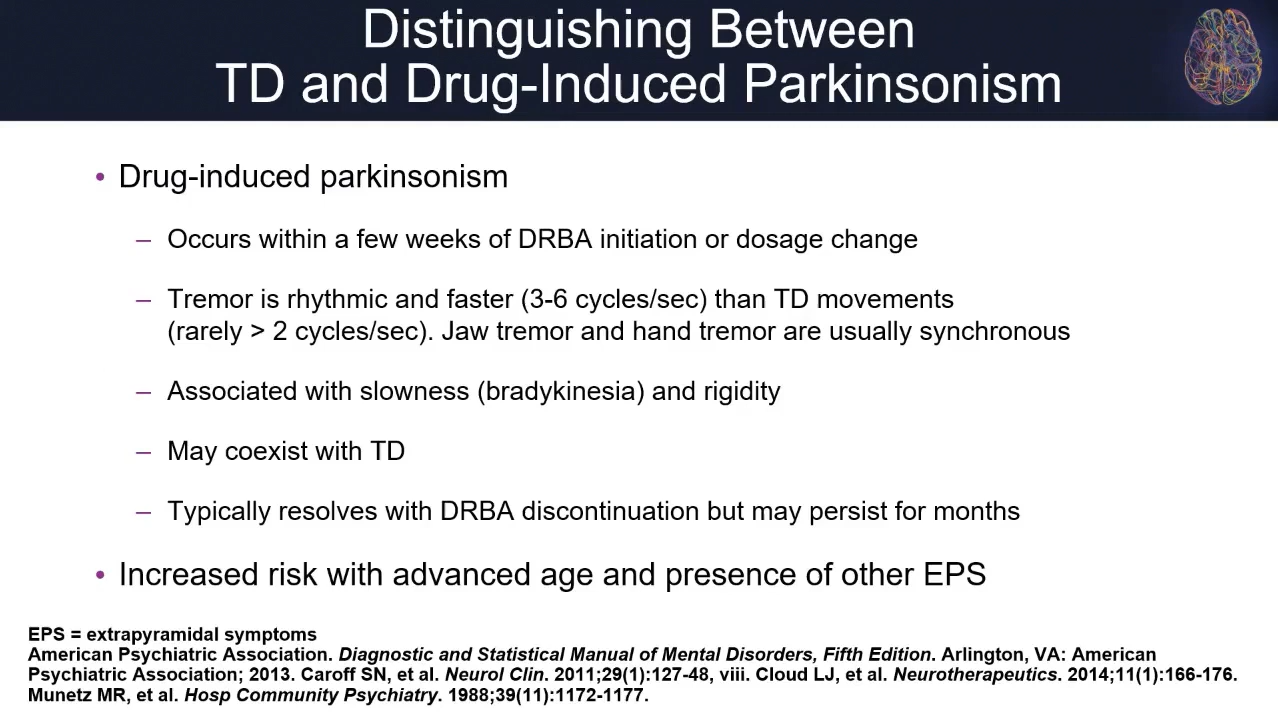 Distinguishing Between
TD and Drug-Induced Parkinsonism
• Drug-induced parkinsonism
– Occurs within a few weeks of DRBA initiation or dosage change
– Tremor is rhythmic and faster (3-6 cycles/sec) than TD movements
(rarely > 2 cycles/sec). Jaw tremor and hand tremor are usually synchronous
– Associated with slowness (bradykinesia) and rigidity
– May coexist with TD
– Typically resolves with DRBA discontinuation but may persist for months
• Increased risk with advanced age and presence of other EPS
EPS = extrapyramidal symptoms
American Psychiatric Association. Diagnostic and Statistical Manual of Mental Disorders, Fifth Edition. Arlington, VA: American
Psychiatric Association; 2013. Caroff SN, et al. Neurol Clin. 2011;29(1):127-48, viii. Cloud LJ, et al. Neurotherapeutics. 2014;11(1):166-176.
Munetz MR, et al. Hosp Community Psychiatry. 1988;39(11):1172-1177.